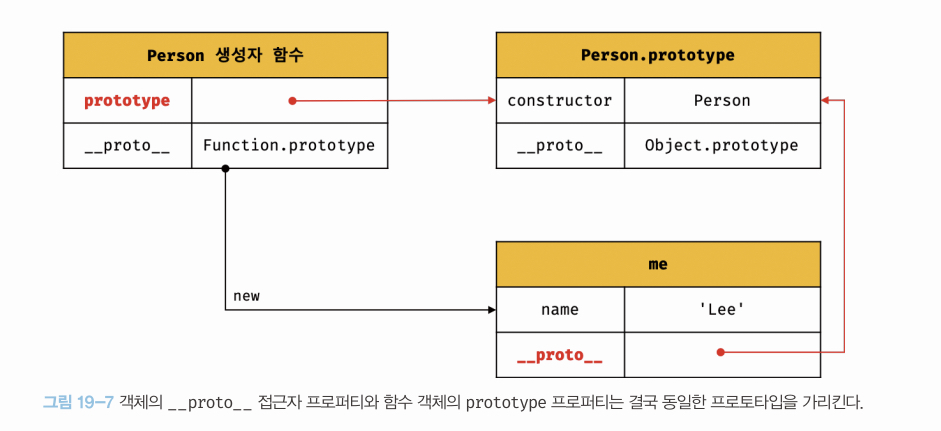 Person 생성자 함수
prototype
__proto__ Function.prototype
Person.prototype
constructor Person
__proto__ Object.prototype
new
me
name 'Lee'
__proto__
그림 19-7 객체의 __proto__ 접근자 프로퍼티와 함수 객체의 prototype 프로퍼티는 결국 동일한 프로토타입을 가리킨다.